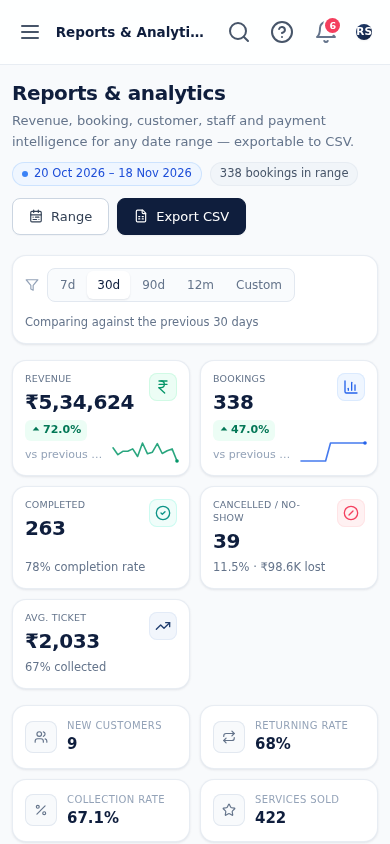 Reports & Analyti...
6
RS
Reports & analytics
Revenue, booking, customer, staff and payment
intelligence for any date range — exportable to CSV.
20 Oct 2026 – 18 Nov 2026
338 bookings in range
Range
Export CSV
7d
30d
90d
12m
Custom
Comparing against the previous 30 days
REVENUE
₹5,34,624
72.0%
vs previous ...
BOOKINGS
338
47.0%
vs previous ...
COMPLETED
263
78% completion rate
CANCELLED / NO-
SHOW
39
11.5% · ₹98.6K lost
AVG. TICKET
₹2,033
67% collected
NEW CUSTOMERS
9
RETURNING RATE
68%
COLLECTION RATE
67.1%
SERVICES SOLD
422